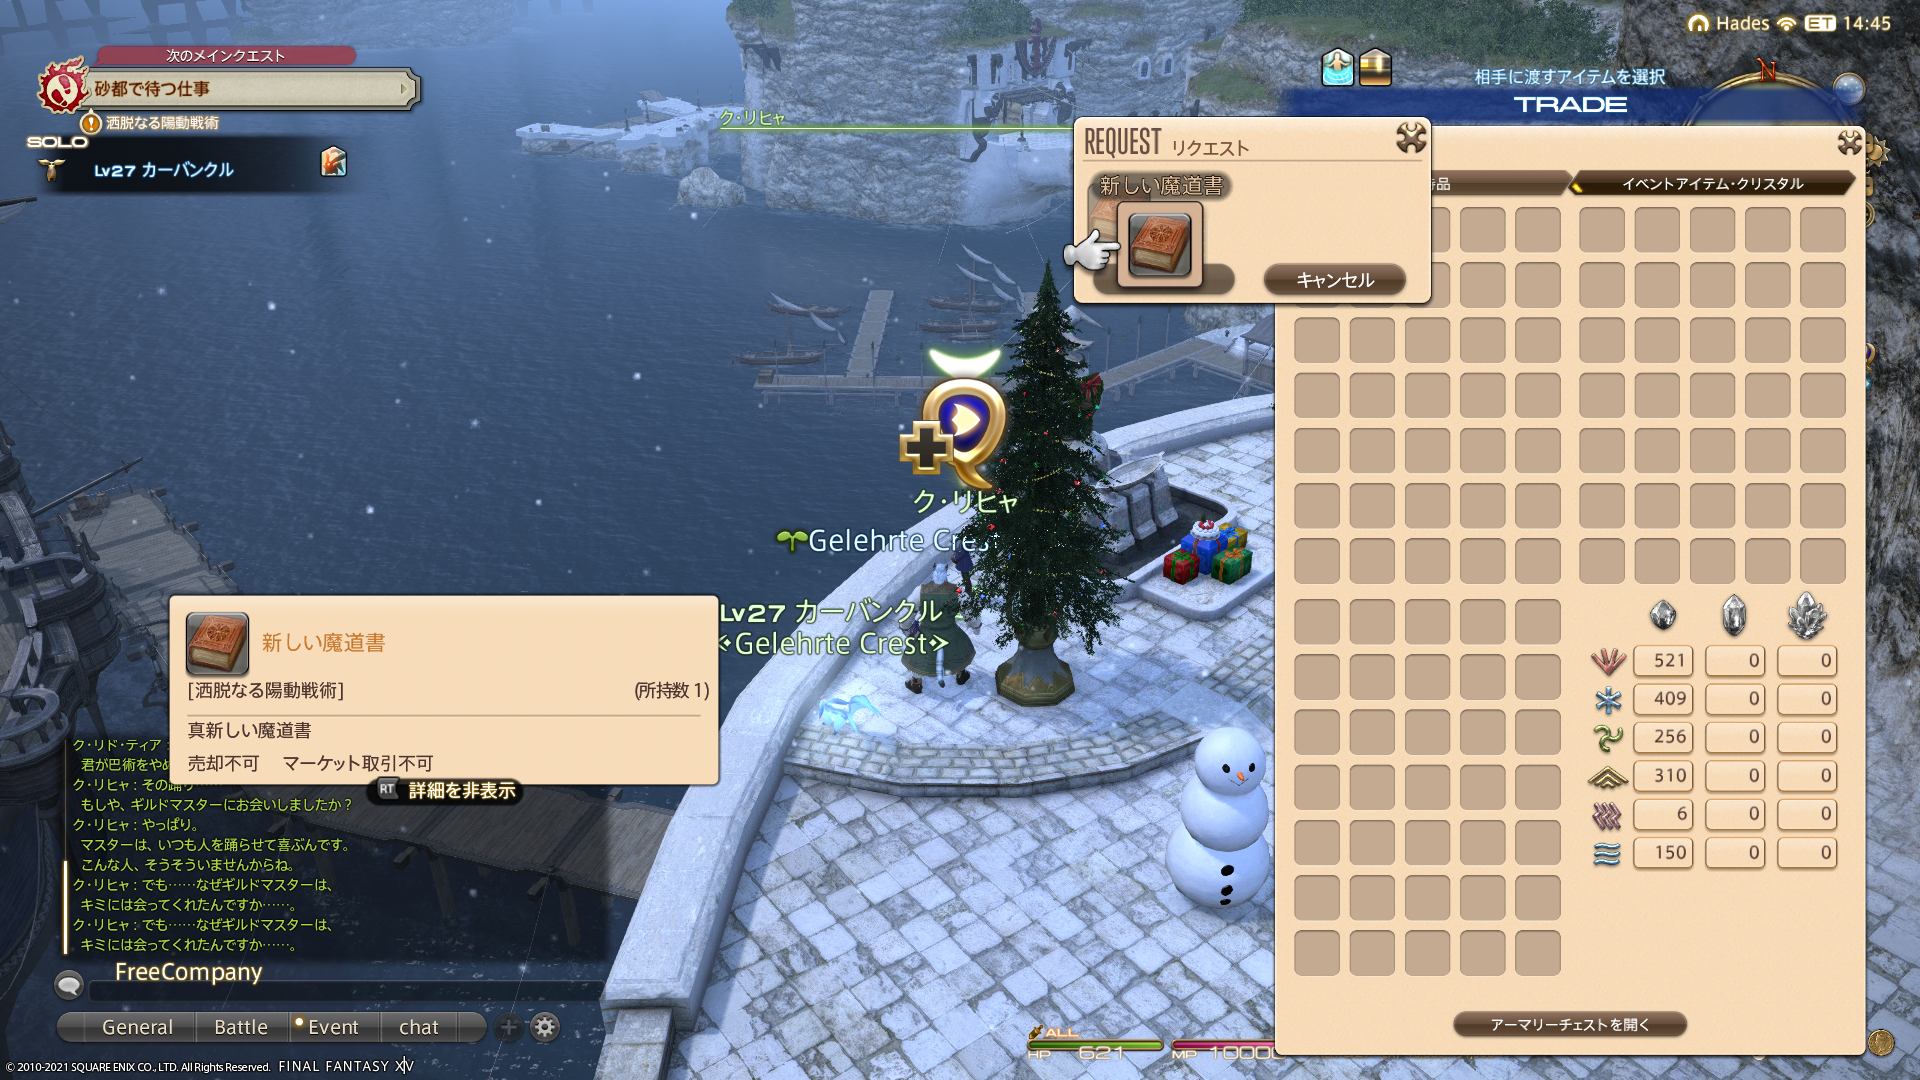 次のメインクエスト
砂都で待つ仕事
洒脱なる陽動戦術
SOLO
Lv27 カーバンクル
Hades ET 14:45
ク・リヒャ
相手に渡すアイテムを選択
TRADE
REQUEST リクエスト
新しい魔道書
キャンセル
イベントアイテム・クリスタル
N
ク・リヒャ
Gelehrte Crest
Lv27 カーバンクル
Gelehrte Crest
新しい魔道書
[洒脱なる陽動戦術] (所持数 1)
真新しい魔道書
売却不可 マーケット取引不可
RT 詳細を非表示
521 0 0
409 0 0
256 0 0
310 0 0
6 0 0
150 0 0
アーマリーチェストを開く
ク・リド・ティア :
君が巴術をやめ
ク・リヒャ : その踊り
もしや、ギルドマスターにお会いしましたか？
ク・リヒャ : やっぱり。
マスターは、いつも人を踊らせて喜ぶんです。
こんな人、そうそういませんからね。
ク・リヒャ : でも……なぜギルドマスターは、
キミには会ってくれたんですか……。
ク・リヒャ : でも……なぜギルドマスターは、
キミには会ってくれたんですか……。
FreeCompany
General Battle Event chat
ALL
HP 621 MP 10000
© 2010-2021 SQUARE ENIX CO., LTD. All Rights Reserved. FINAL FANTASY XIV